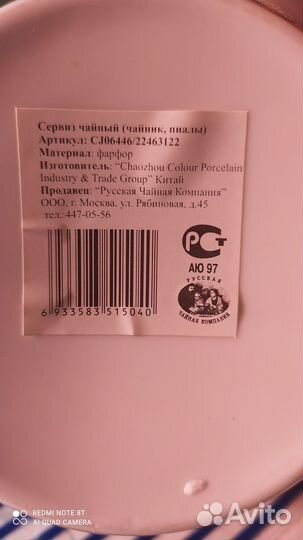 Сервиз чайный (чайник, пиалы)
Артикул: CJ06446/22463122
Материал: фарфор
Изготовитель: “Chaozhou Colour Porcelain
Industry & Trade Group” Китай
Продавец: “Русская Чайная Компания”
ООО, г. Москва, ул. Рябиновая, д.45
тел.:447-05-56
РСТ
АЮ 97
РУССКАЯ
ЧАЙНАЯ КОМПАНИЯ
6 933583 515040
REDMI NOTE 8T
AI QUAD CAMERA
Avito